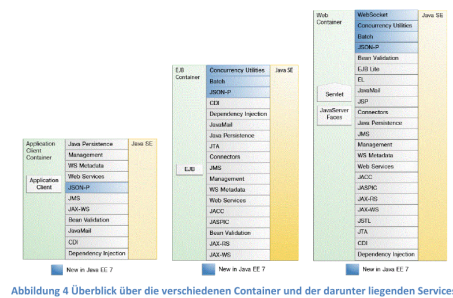 Application
Client
Container
Application
Client
Java Persistence
Management
WS Metadata
Web Services
JSON-P
JMS
JAX-WS
Bean Validation
JavaMail
CDI
Dependency Injection
Java SE
New in Java EE 7
EJB
Container
EJB
Concurrency Utilities
Batch
JSON-P
CDI
Dependency Injection
JavaMail
Java Persistence
JTA
Connectors
JMS
Management
WS Metadata
Web Services
JACC
JASPIC
Bean Validation
JAX-RS
JAX-WS
Java SE
New in Java EE 7
Web
Container
Servlet
JavaServer
Faces
WebSocket
Concurrency Utilities
Batch
JSON-P
Bean Validation
EJB Lite
EL
JavaMail
JSP
Connectors
Java Persistence
JMS
Management
WS Metadata
Web Services
JACC
JASPIC
JAX-RS
JAX-WS
JSTL
JTA
CDI
Dependency Injection
Java SE
New in Java EE 7
Abbildung 4 Überblick über die verschiedenen Container und der darunter liegenden Services